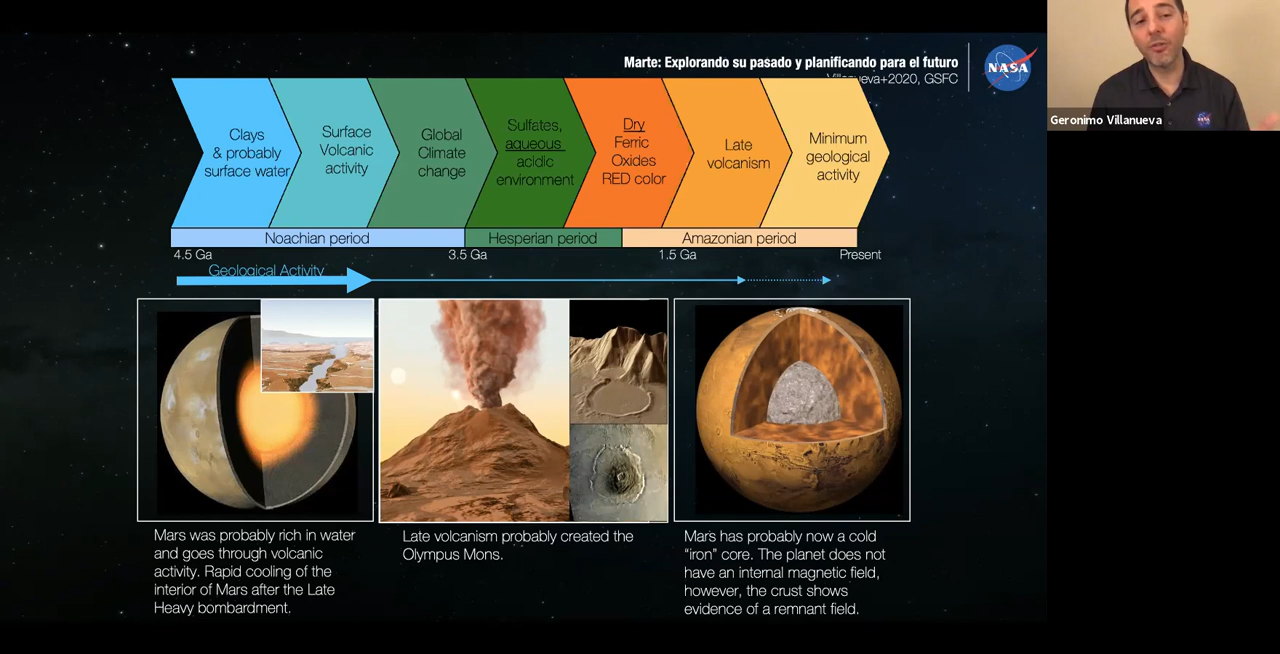 Marte: Explorando su pasado y planificando para el futuro
Villanueva+2020, GSFC
NASA
Geronimo Villanueva
Clays
& probably
surface water
Surface
Volcanic
activity
Global
Climate
change
Sulfates,
aqueous
acidic
environment
Dry
Ferric
Oxides
RED color
Late
volcanism
Minimum
geological
activity
Noachian period
Hesperian period
Amazonian period
4.5 Ga
3.5 Ga
1.5 Ga
Present
Geological Activity
Mars was probably rich in water
and goes through volcanic
activity. Rapid cooling of the
interior of Mars after the Late
Heavy bombardment.
Late volcanism probably created the
Olympus Mons.
Mars has probably now a cold
“iron” core. The planet does not
have an internal magnetic field,
however, the crust shows
evidence of a remnant field.